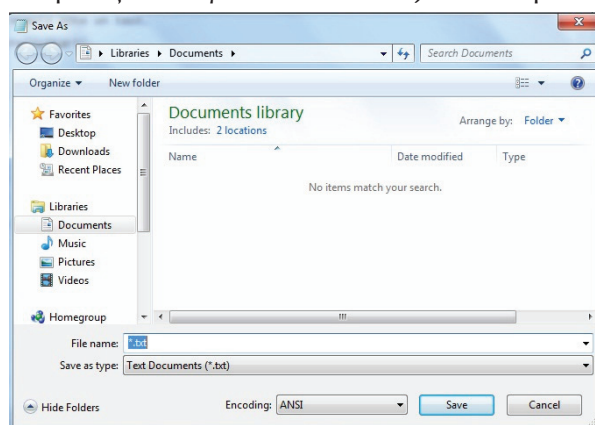 Save As
Libraries Documents
Search Documents
Organize New folder
Favorites
Desktop
Downloads
Recent Places
Libraries
Documents
Music
Pictures
Videos
Homegroup
Documents library
Includes: 2 locations
Arrange by: Folder
Name Date modified Type
No items match your search.
File name: *.txt
Save as type: Text Documents (*.txt)
Hide Folders
Encoding: ANSI
Save Cancel